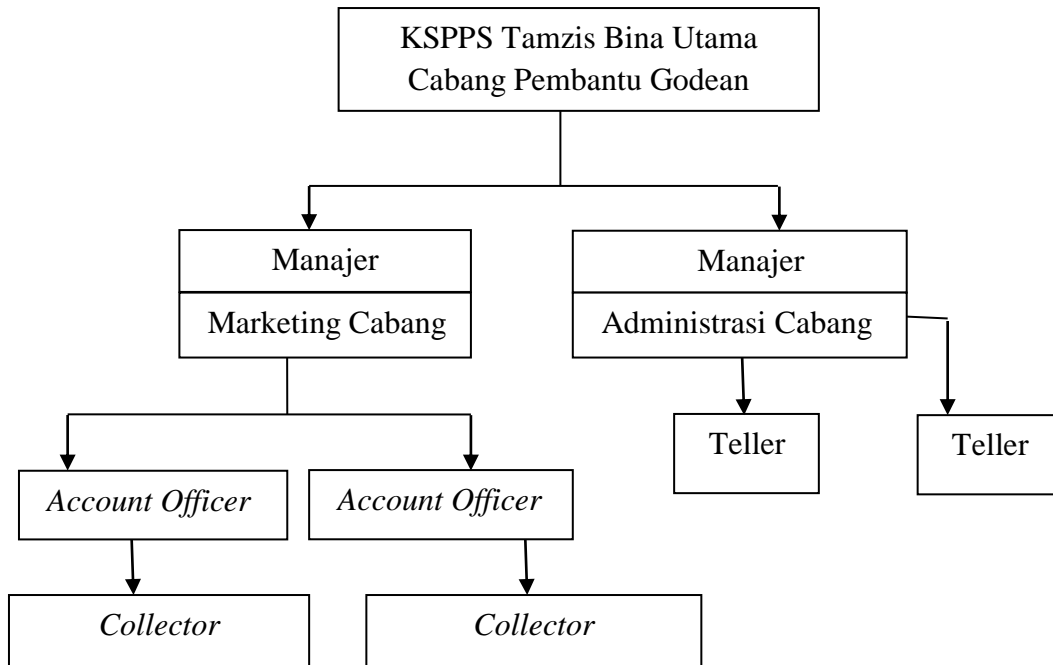 KSPPS Tamzis Bina Utama
Cabang Pembantu Godean
Manajer
Marketing Cabang
Manajer
Administrasi Cabang
Teller
Teller
Account Officer
Account Officer
Collector
Collector